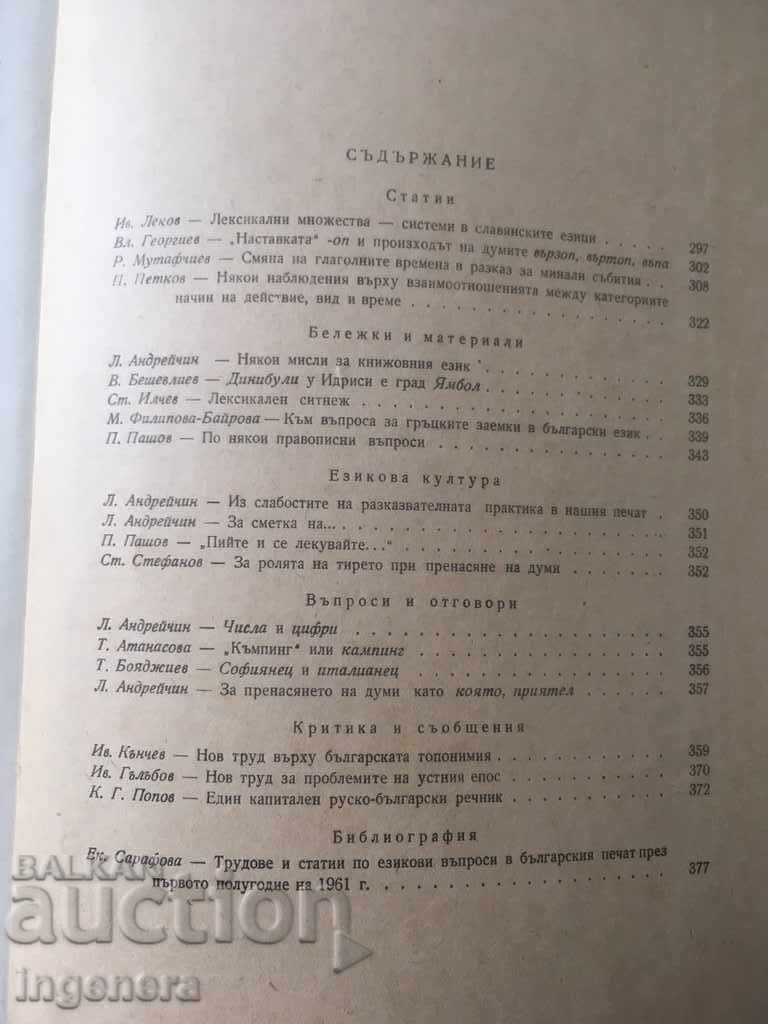 СЪДЪРЖАНИЕ
Статии
Ив. Леков — Лексикални множества — системи в славянските езици . . . . . 297
Вл. Георгиев — „Наставката“ -оп и произходът на думите вързоп, въртоп, въпа 302
Р. Мутафчиев — Смяна на глаголните времена в разказ за минали събития . . 308
П. Петков — Някои наблюдения върху взаимоотношенията между категориите
начин на действие, вид и време . . . . . . . . . . . . . . . 322
Бележки и материали
Л. Андрейчин — Някои мисли за книжовния език . . . . . . . . . . . 329
В. Бешевлиев — Динибули у Идриси е град Ямбол . . . . . . . . . . . 333
Ст. Илчев — Лексикален ситнеж . . . . . . . . . . . . . . . . . 336
М. Филипова-Байрова — Към въпроса за гръцките заемки в български език . . 339
П. Пашов — По някои правописни въпроси . . . . . . . . . . . . . 343
Езикова култура
Л. Андрейчин — Из слабостите на разказвателната практика в нашия печат . 350
Л. Андрейчин — За сметка на... . . . . . . . . . . . . . . . . . 351
П. Пашов — „Пийте и се лекувайте...“ . . . . . . . . . . . . . . 352
Ст. Стефанов — За ролята на тирето при пренасяне на думи . . . . . . . 352
Въпроси и отговори
Л. Андрейчин — Числа и цифри . . . . . . . . . . . . . . . . . 355
Т. Атанасова — „Къмпинг“ или кампинг . . . . . . . . . . . . . . 355
Т. Бояджиев — Софиянец и италианец . . . . . . . . . . . . . . . 356
Л. Андрейчин — За пренасянето на думи като която, приятел . . . . . . 357
Критика и съобщения
Ив. Кънчев — Нов труд върху българската топонимия . . . . . . . . . . 359
Ив. Гълъбов — Нов труд за проблемите на устния епос . . . . . . . . . 370
К. Г. Попов — Един капитален руско-български речник . . . . . . . . . 372
Библиография
Ек. Сарафова — Трудове и статии по езикови въпроси в българския печат през
първото полугодие на 1961 г. . . . . . . . . . . . . . . . . 377
BALKAN
auction
ingenera